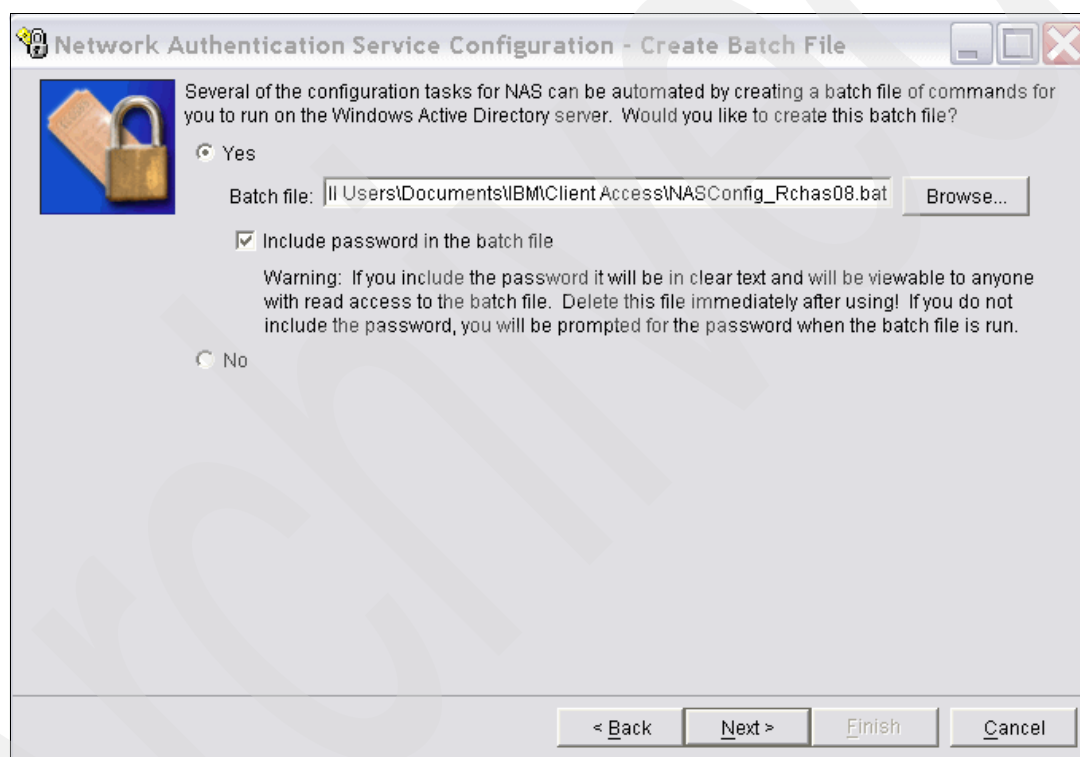 Network Authentication Service Configuration - Create Batch File
Several of the configuration tasks for NAS can be automated by creating a batch file of commands for
you to run on the Windows Active Directory server. Would you like to create this batch file?
Yes
Batch file: ll Users\Documents\IBM\Client Access\NASConfig_Rchas08.bat Browse...
Include password in the batch file
Warning: If you include the password it will be in clear text and will be viewable to anyone
with read access to the batch file. Delete this file immediately after using! If you do not
include the password, you will be prompted for the password when the batch file is run.
No
< Back Next > Finish Cancel